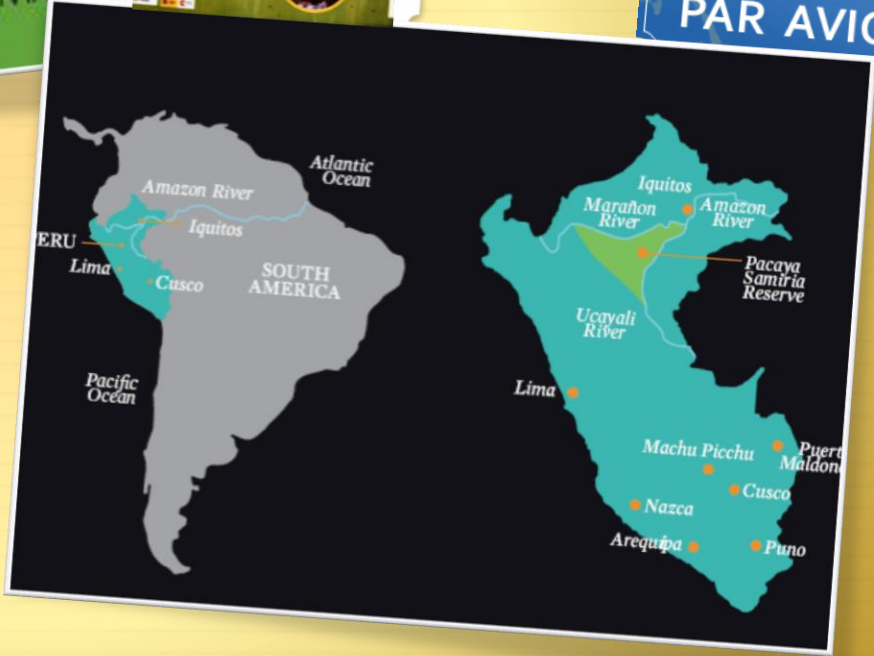 PAR AVIO
Atlantic
Ocean
Amazon River
Iquitos
ERU
Lima
Cusco
SOUTH
AMERICA
Pacific
Ocean
Iquitos
Marañon
River
Amazon
River
Pacaya
Samiria
Reserve
Ucayali
River
Lima
Machu Picchu
Puert
Maldon
Cusco
Nazca
Arequipa
Puno